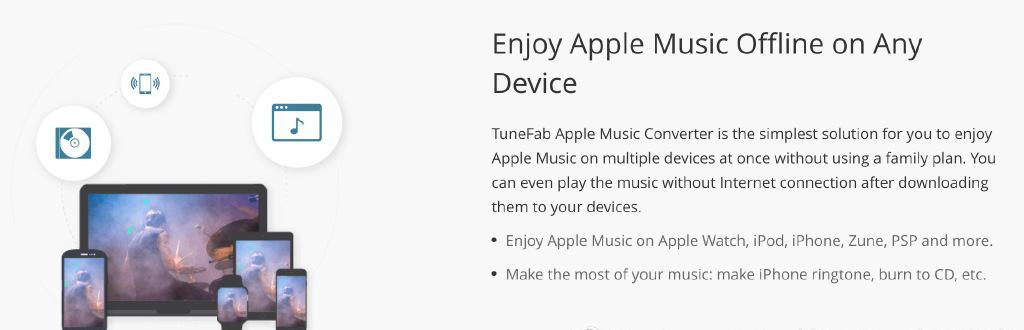 Enjoy Apple Music Offline on Any
Device
TuneFab Apple Music Converter is the simplest solution for you to enjoy
Apple Music on multiple devices at once without using a family plan. You
can even play the music without Internet connection after downloading
them to your devices.
• Enjoy Apple Music on Apple Watch, iPod, iPhone, Zune, PSP and more.
• Make the most of your music: make iPhone ringtone, burn to CD, etc.